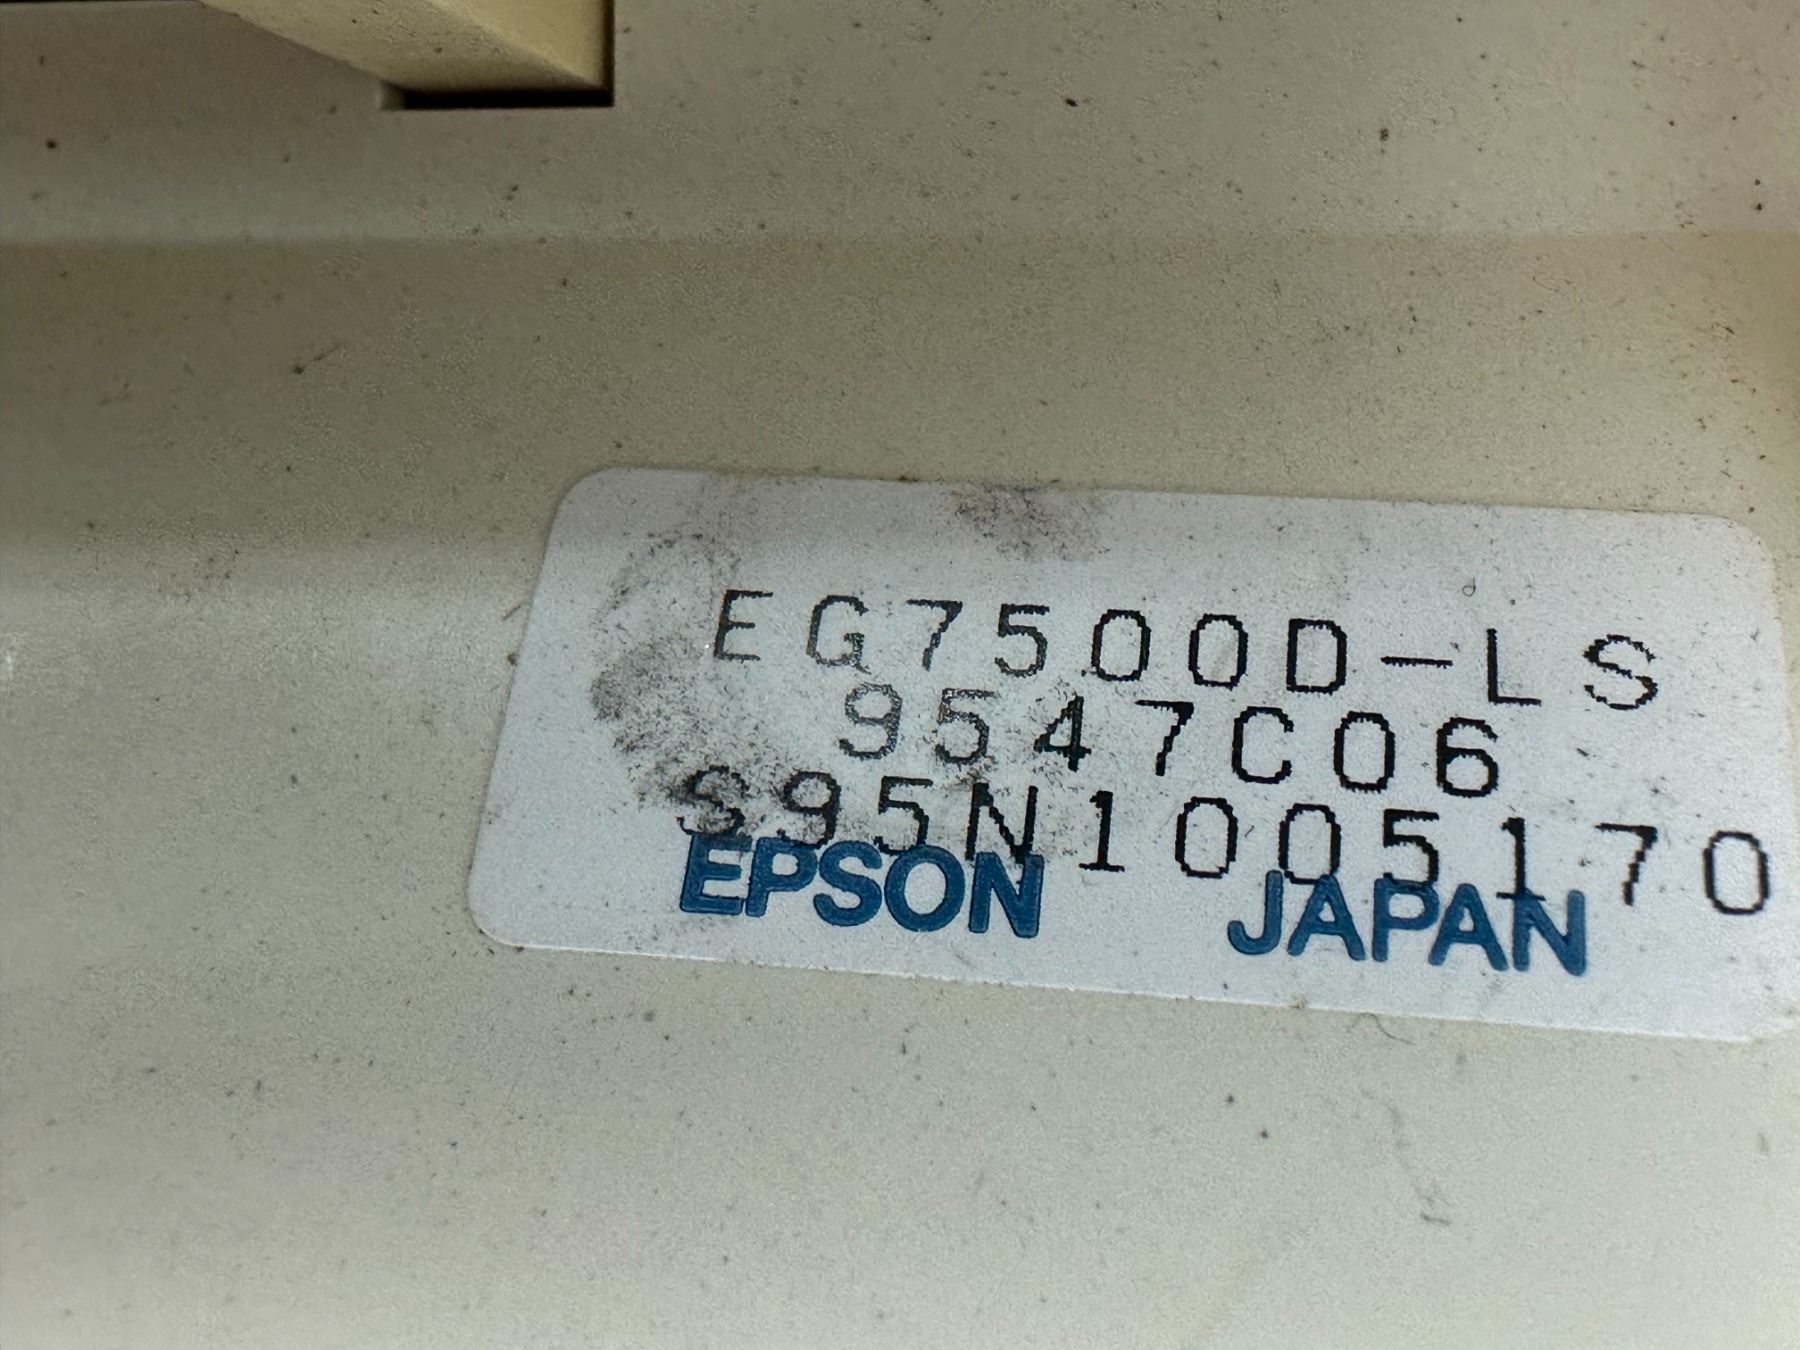 EG7500D-LS
9547C06
S95N1005170
EPSON JAPAN